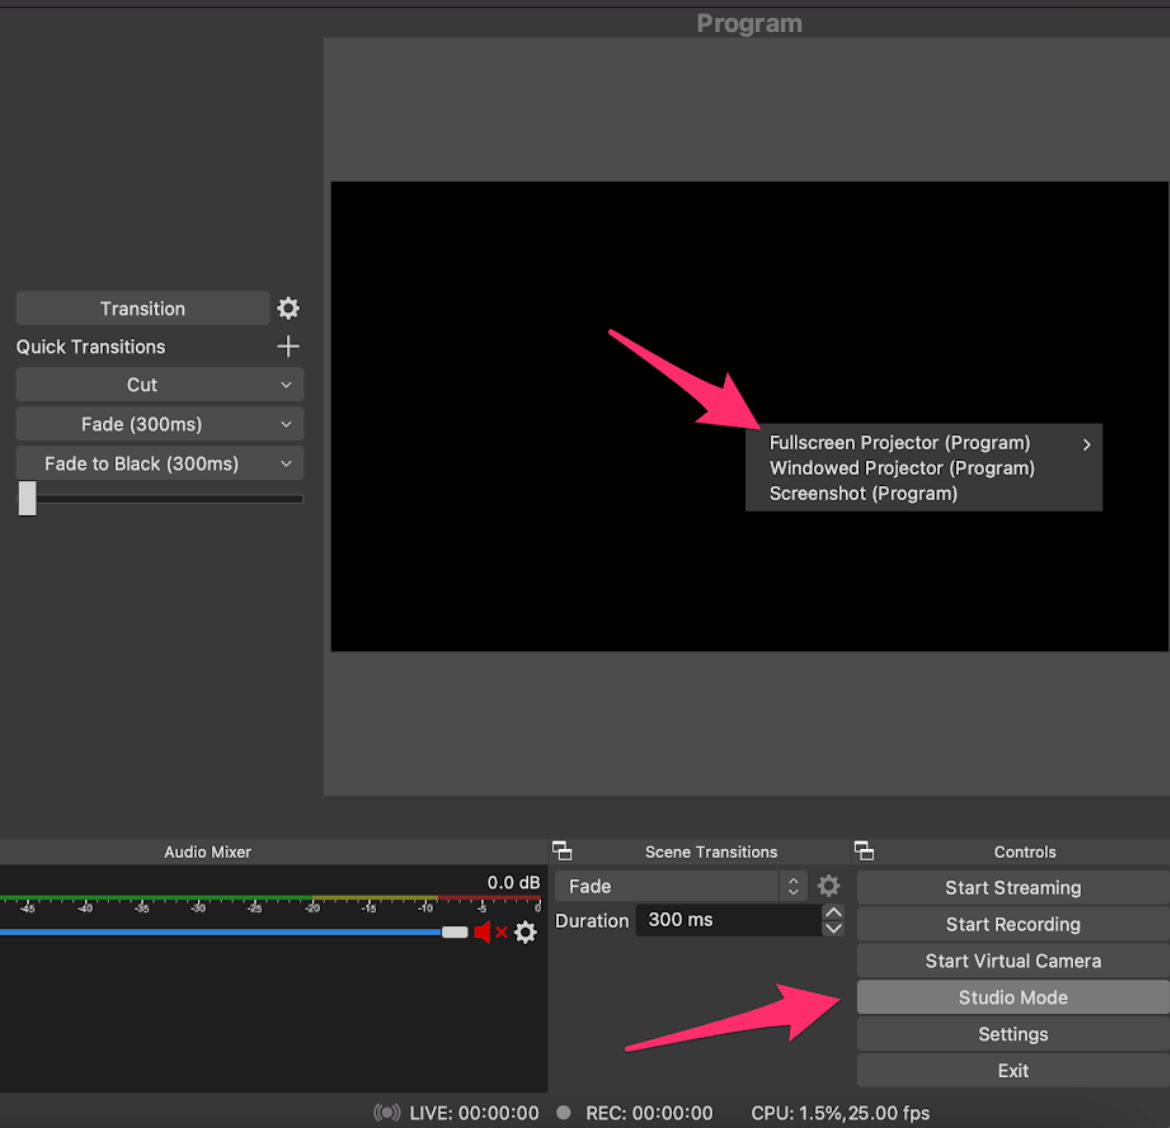 Program
Transition
Quick Transitions
Cut
Fade (300ms)
Fade to Black (300ms)
Fullscreen Projector (Program)
Windowed Projector (Program)
Screenshot (Program)
Audio Mixer
0.0 dB
-45 -40 -35 -30 -25 -20 -15 -10 -5 0
Scene Transitions
Fade
Duration 300 ms
Controls
Start Streaming
Start Recording
Start Virtual Camera
Studio Mode
Settings
Exit
LIVE: 00:00:00 REC: 00:00:00 CPU: 1.5%,25.00 fps